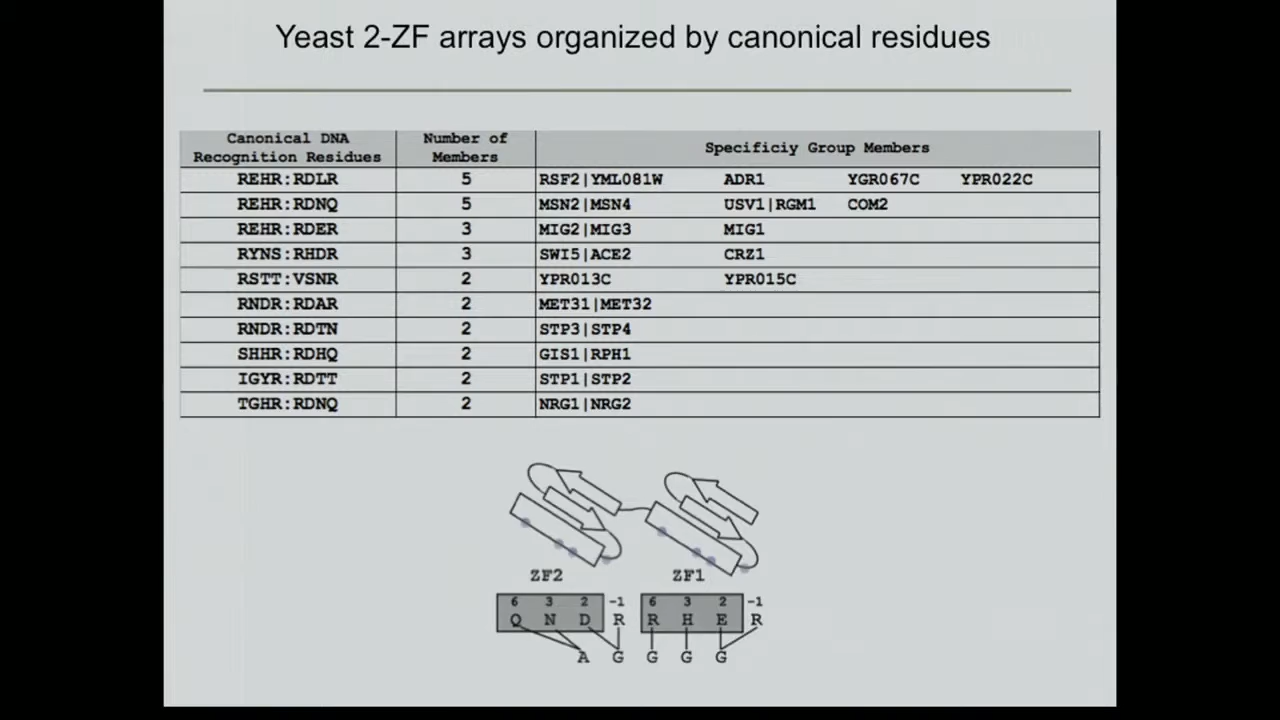 Yeast 2-ZF arrays organized by canonical residues
Canonical DNA Recognition Residues Number of Members Specificiy Group Members
REHR:RDLR 5 RSF2|YML081W ADR1 YGR067C YPR022C
REHR:RDNQ 5 MSN2|MSN4 USV1|RGM1 COM2
REHR:RDER 3 MIG2|MIG3 MIG1
RYNS:RHDR 3 SWI5|ACE2 CRZ1
RSTT:VSNR 2 YPR013C YPR015C
RNDR:RDAR 2 MET31|MET32
RNDR:RDTN 2 STP3|STP4
SHHR:RDHQ 2 GIS1|RPH1
IGYR:RDTT 2 STP1|STP2
TGHR:RDNQ 2 NRG1|NRG2
ZF2 ZF1
6 3 2 -1 6 3 2 -1
Q N D R R H E R
A G G G G